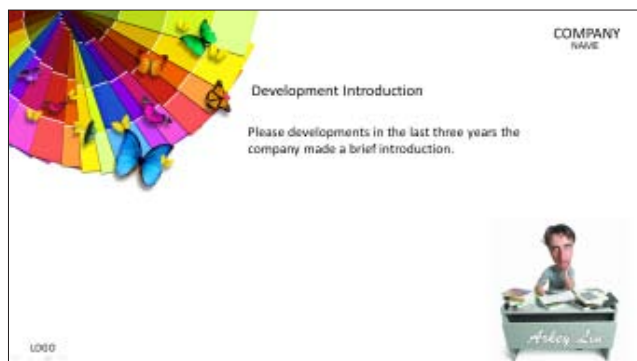 COMPANY
NAME
Development Introduction
Please developments in the last three years the
company made a brief introduction.
Arkey Lin
LOGO